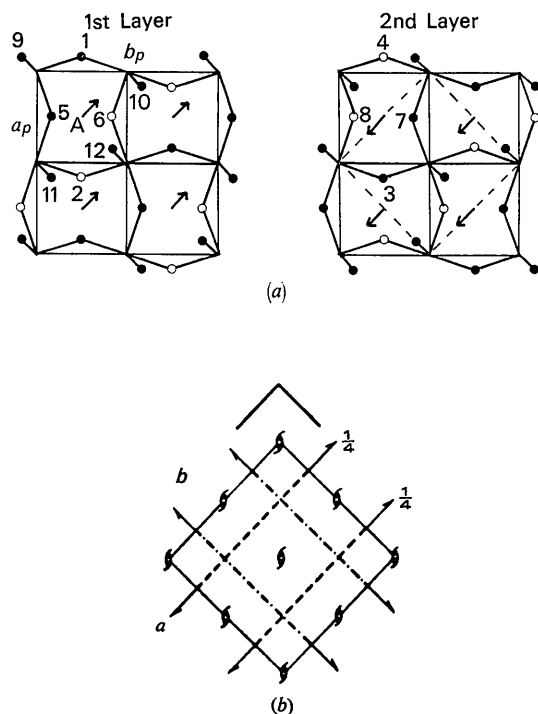 1st Layer
2nd Layer
9 1 b_p
4
10
a_p 5 A 6
8 7
12
11 2
3
(a)
1/4
b
1/4
a
(b)